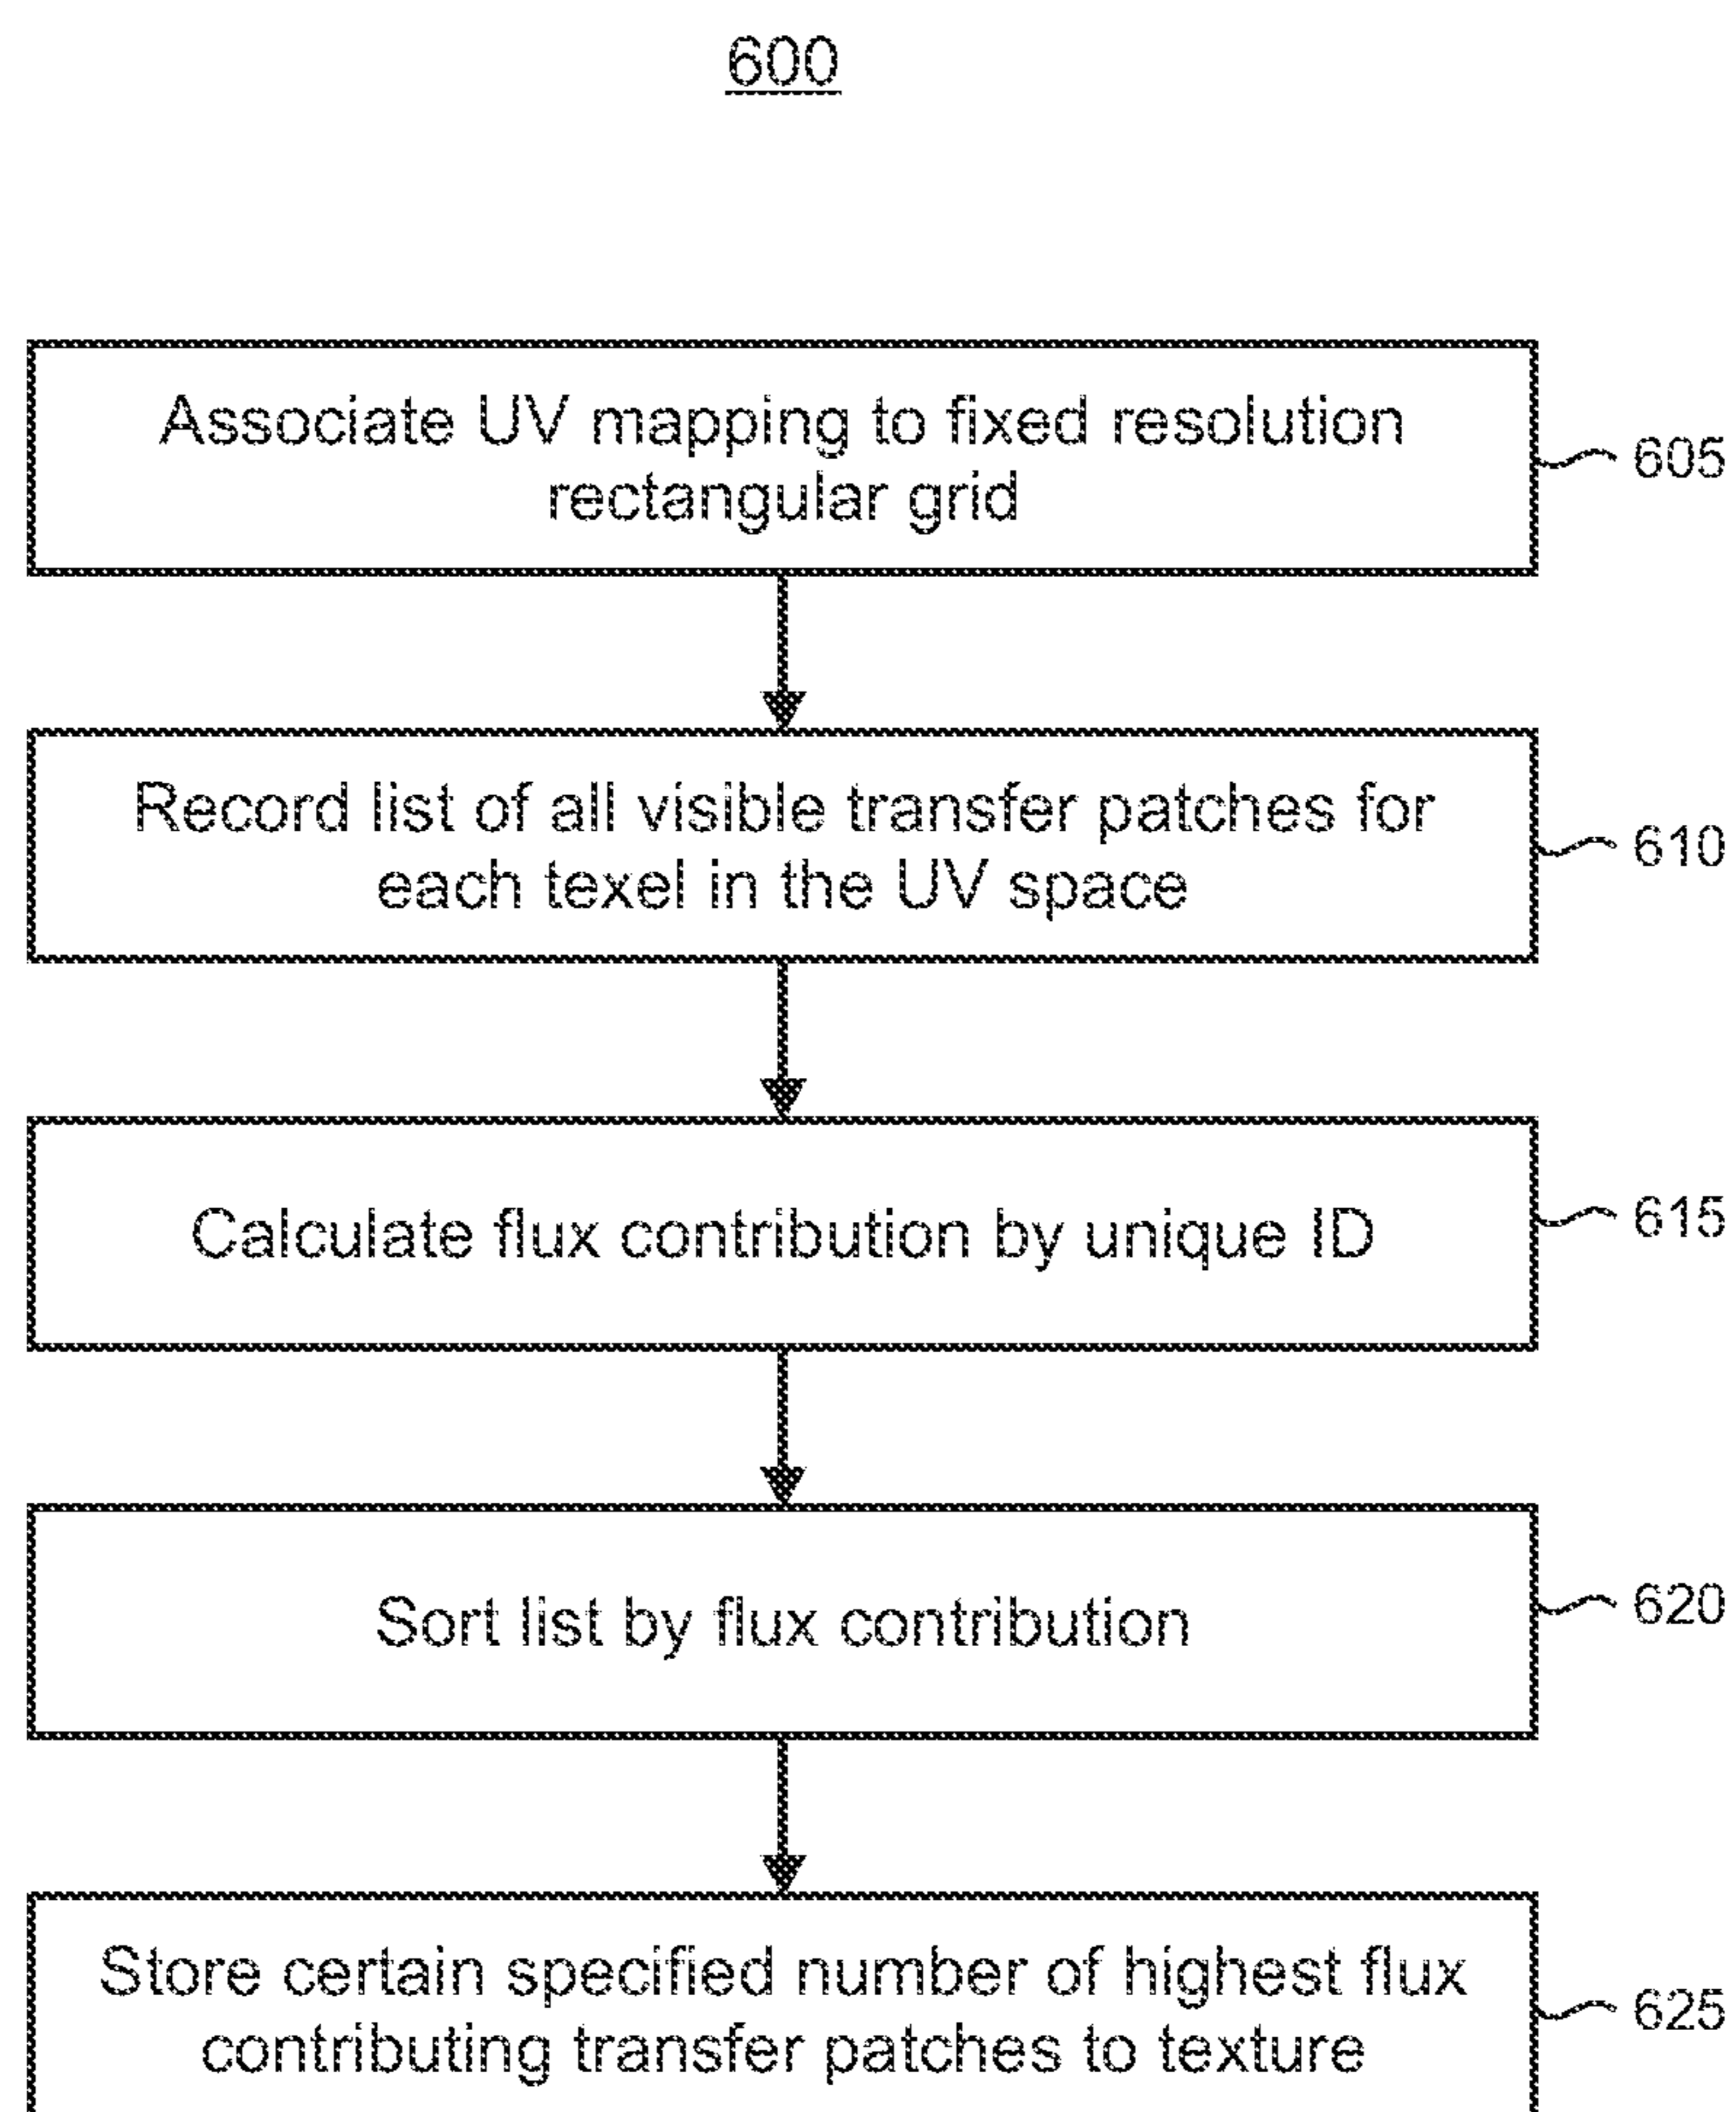 600
Associate UV mapping to fixed resolution
rectangular grid
605
Record list of all visible transfer patches for
each texel in the UV space
610
Calculate flux contribution by unique ID
615
Sort list by flux contribution
620
Store certain specified number of highest flux
contributing transfer patches to texture
625